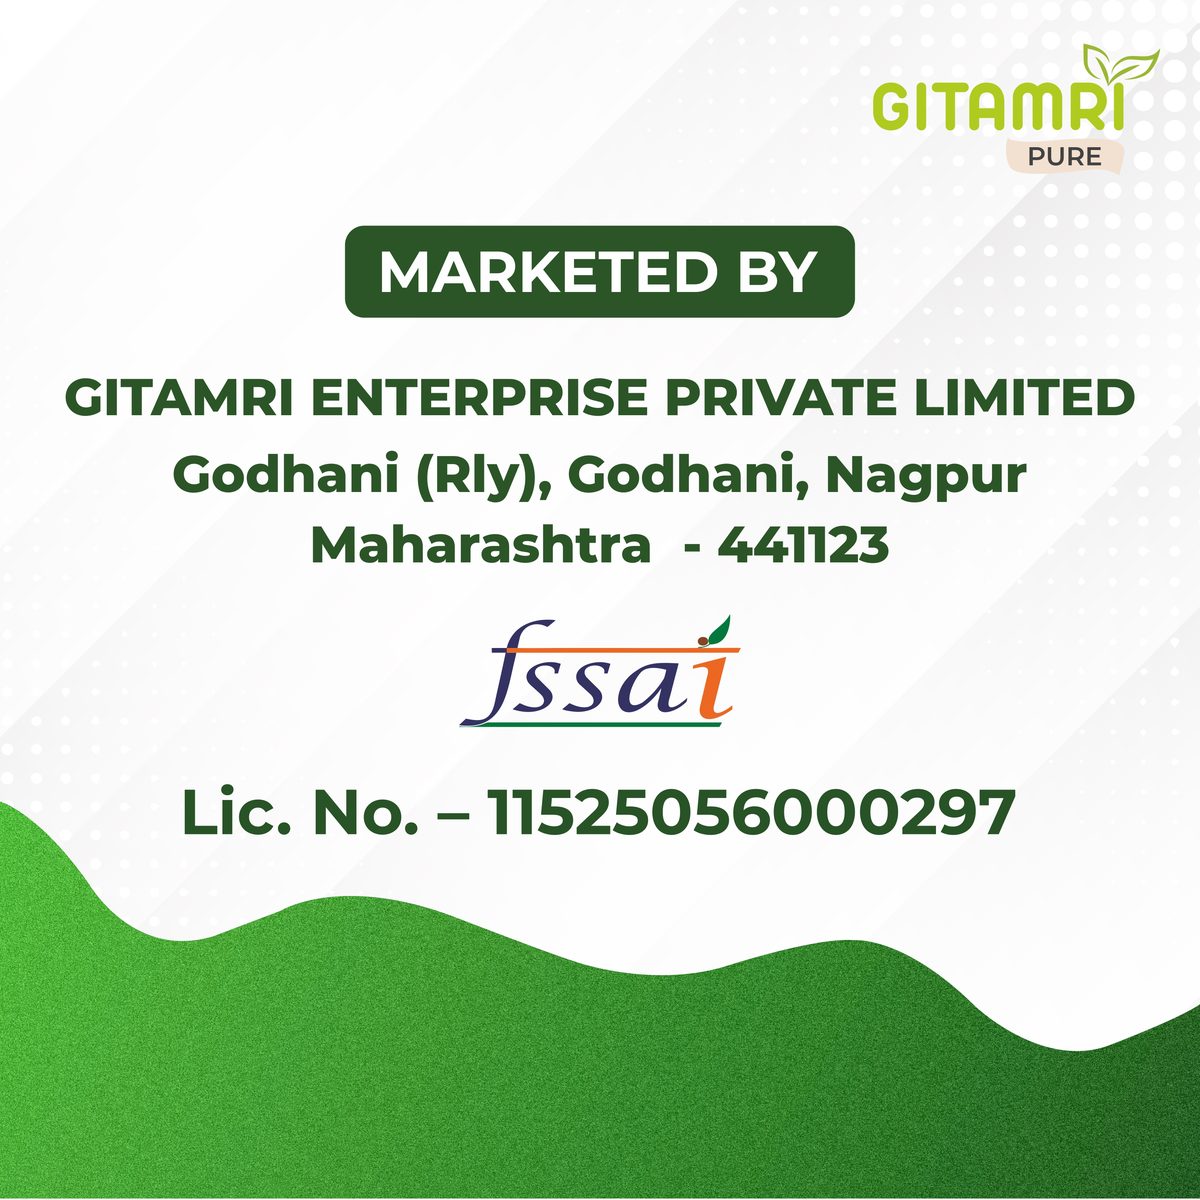 GITAMRI
PURE
MARKETED BY
GITAMRI ENTERPRISE PRIVATE LIMITED
Godhani (Rly), Godhani, Nagpur
Maharashtra - 441123
fssai
Lic. No. – 11525056000297